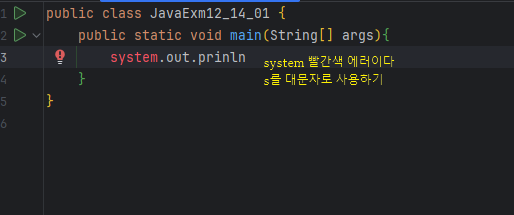 1 public class JavaExm12_14_01 {
2 public static void main(String[] args){
3 system.out.prinln system 빨간색 에러이다
s를 대문자로 사용하기
4 }
5 }
6